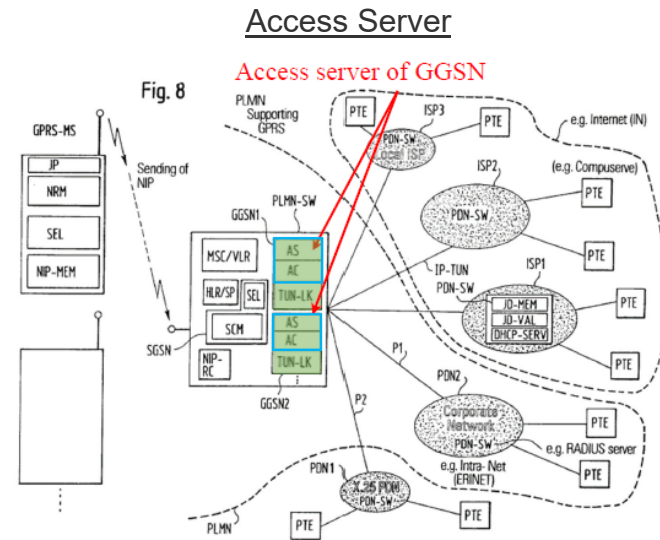 Access Server
Access server of GGSN
Fig. 8
PLMN
Supporting
GPRS
GPRS-MS
JP
NRM
SEL
NIP-MEM
Sending of
NIP
PLMN-SW
GGSN1
MSC/VLR
HLR/SP
SEL
SCM
SGSN
NIP-
RC
AS
AC
TUN-LK
AS
AC
TUN-LK
GGSN2
PTE
ISP3
PTE
PDN-SW
Local ISP
e.g. Internet (IN)
ISP2
(e.g. Compuserve)
PTE
PDN-SW
PTE
IP-TUN
ISP1
PDN-SW
JD-MEM
JD-VAL
DHCP-SERV
PTE
PTE
P1
P2
PDN2
Corporate
Network
PDN-SW
PTE
e.g. RADIUS server
e.g. Intra-Net
(ERINET)
PTE
PDN1
X.25 PDN
PDN-SW
PLMN
PTE
PTE